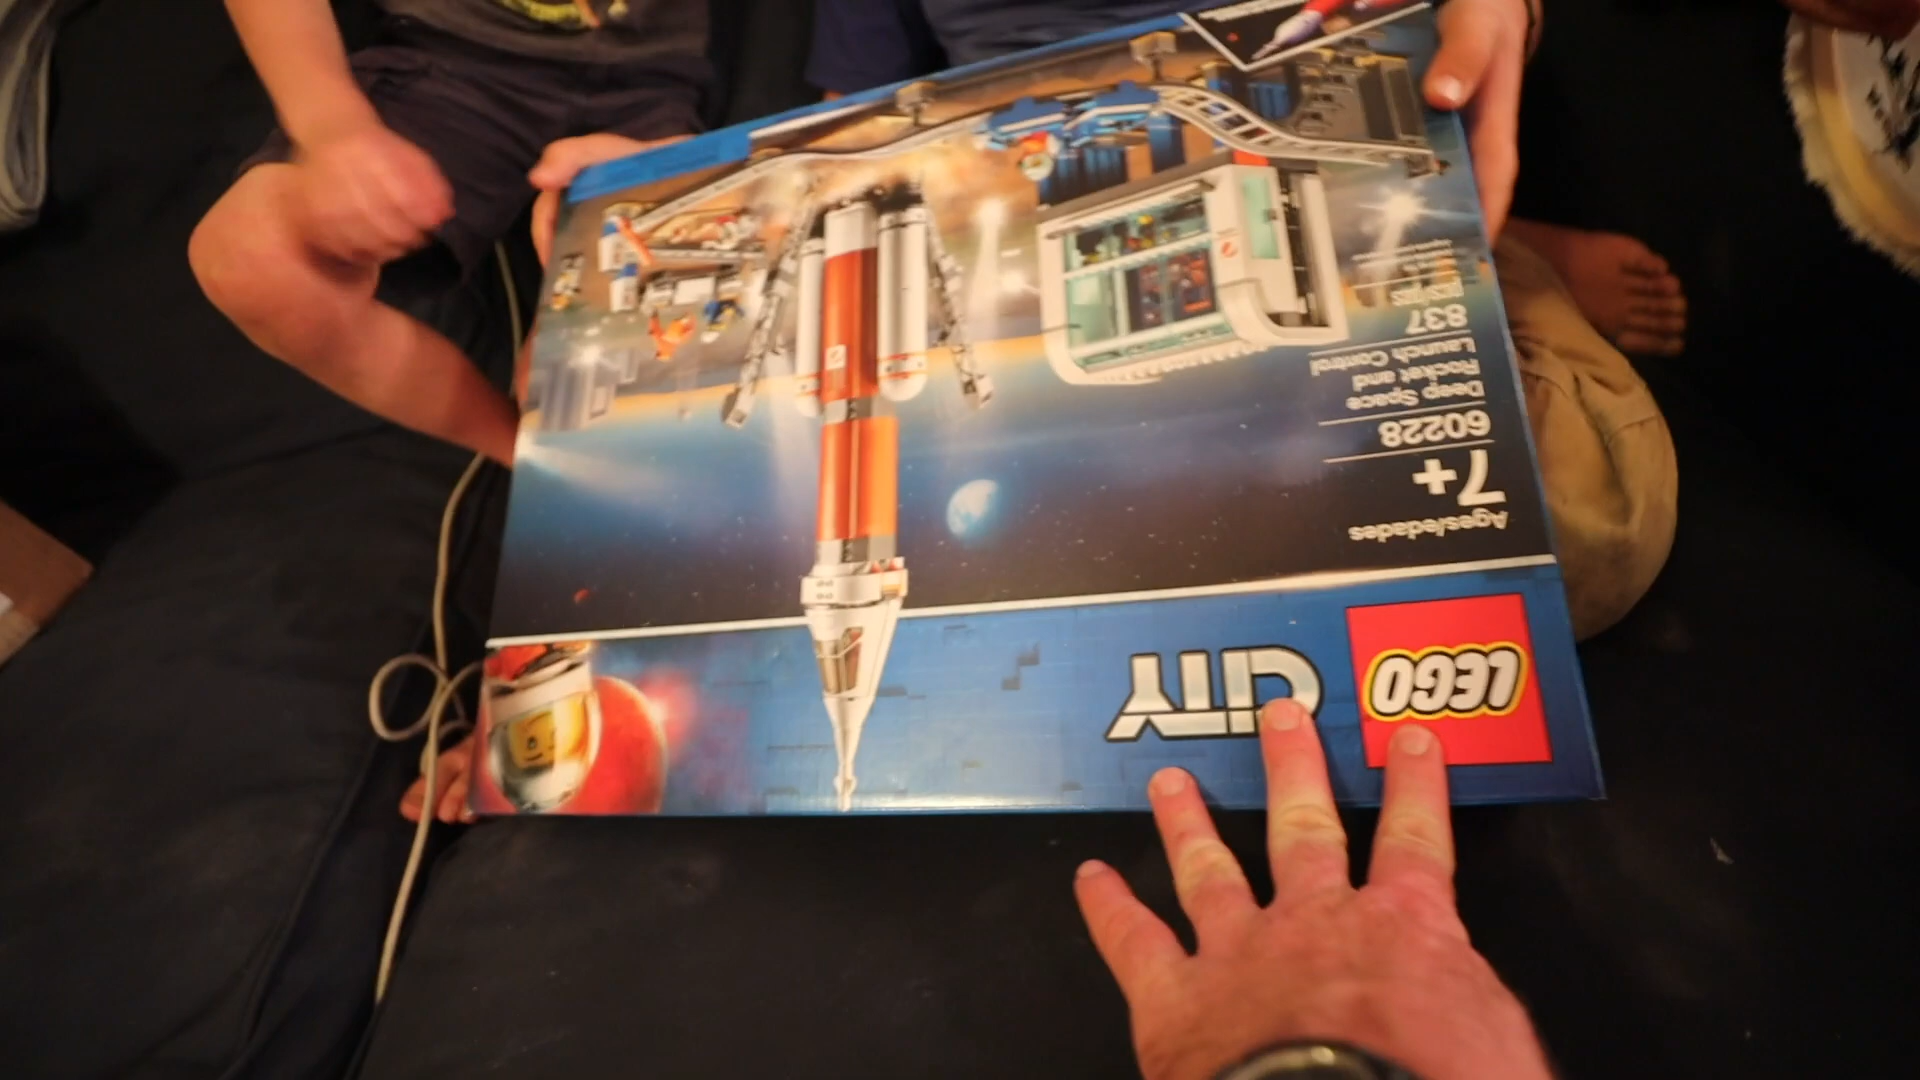 LEGO
CITY
Ages/edades
7+
60228
Deep Space
Rocket and
Launch Control
837
PCS/PZS